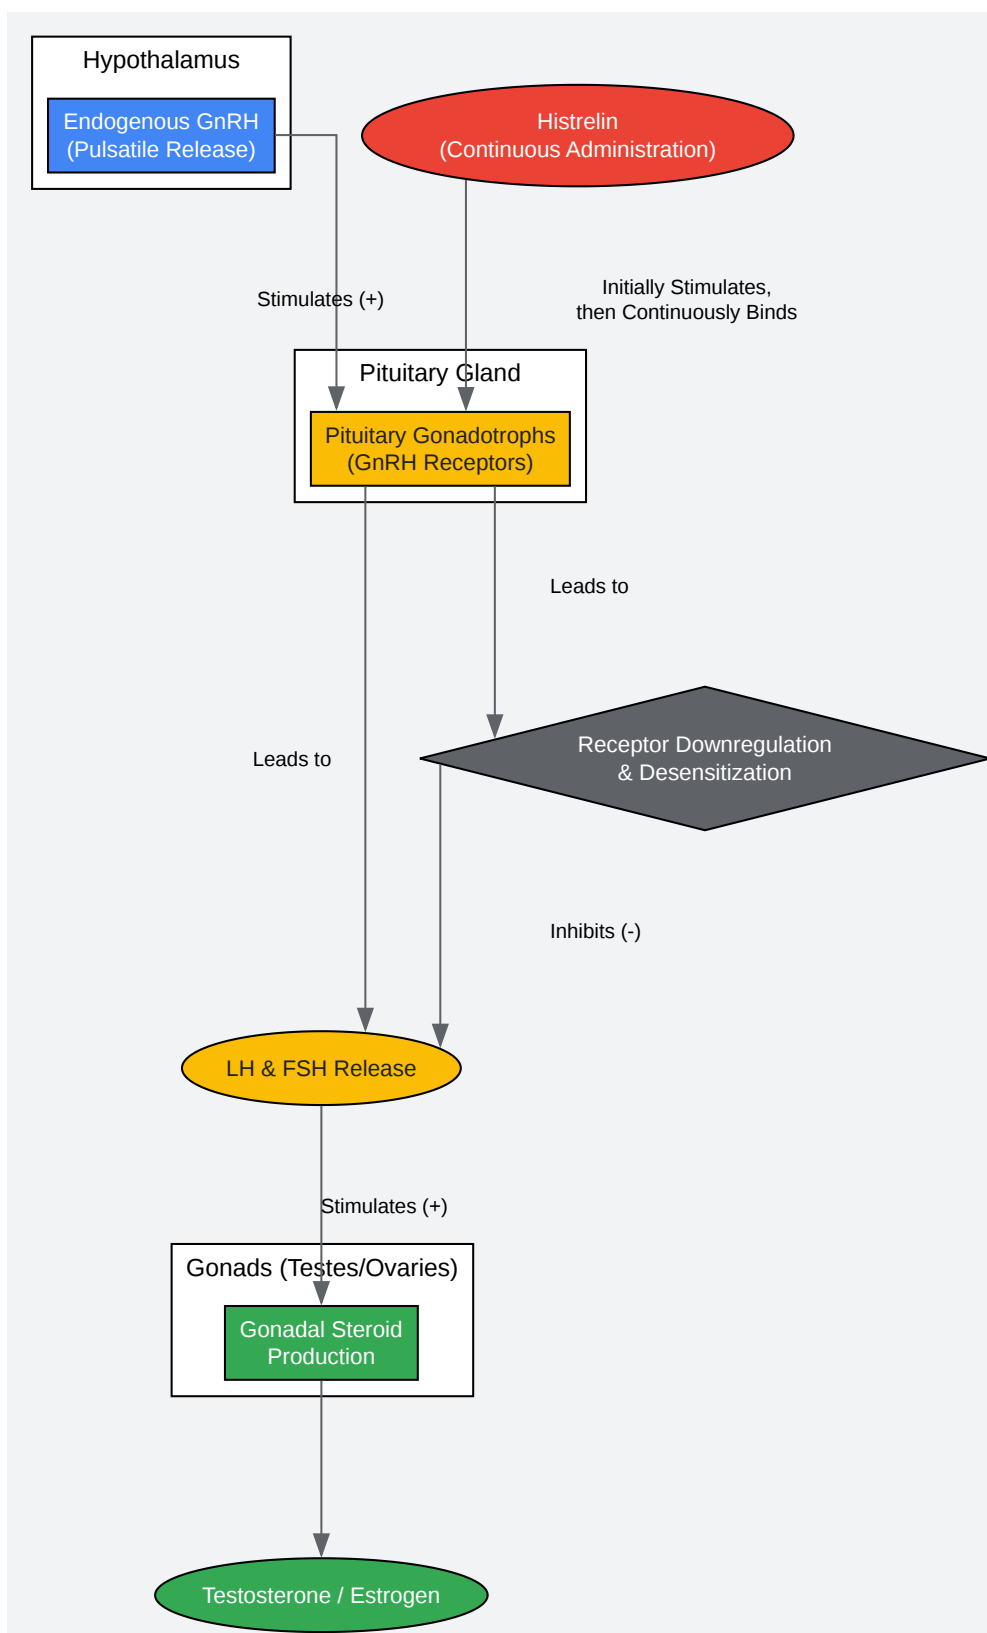 Hypothalamus
Endogenous GnRH
(Pulsatile Release)
Histrelin
(Continuous Administration)
Stimulates (+)
Initially Stimulates,
then Continuously Binds
Pituitary Gland
Pituitary Gonadotrophs
(GnRH Receptors)
Leads to
Receptor Downregulation
& Desensitization
Leads to
Inhibits (-)
LH & FSH Release
Stimulates (+)
Gonads (Testes/Ovaries)
Gonadal Steroid
Production
Testosterone / Estrogen